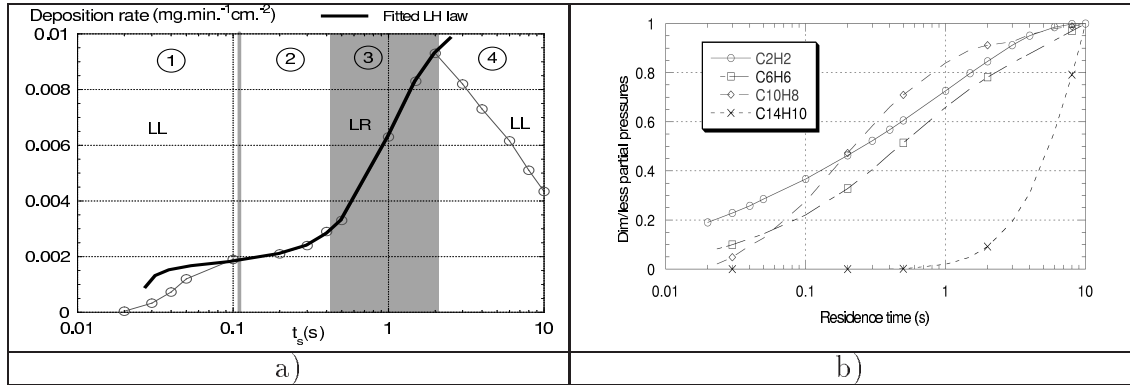 Deposition rate (mg.min.⁻¹cm.⁻²)
Fitted LH law
0.01
0.008
0.006
0.004
0.002
0
1 2 3 4
LL LR LL
0.01 0.1 1 10
t_s(s)
a)
1
0.8
0.6
0.4
0.2
0
Dim/less partial pressures
C2H2
C6H6
C10H8
C14H10
0.01 0.1 1 10
Residence time (s)
b)